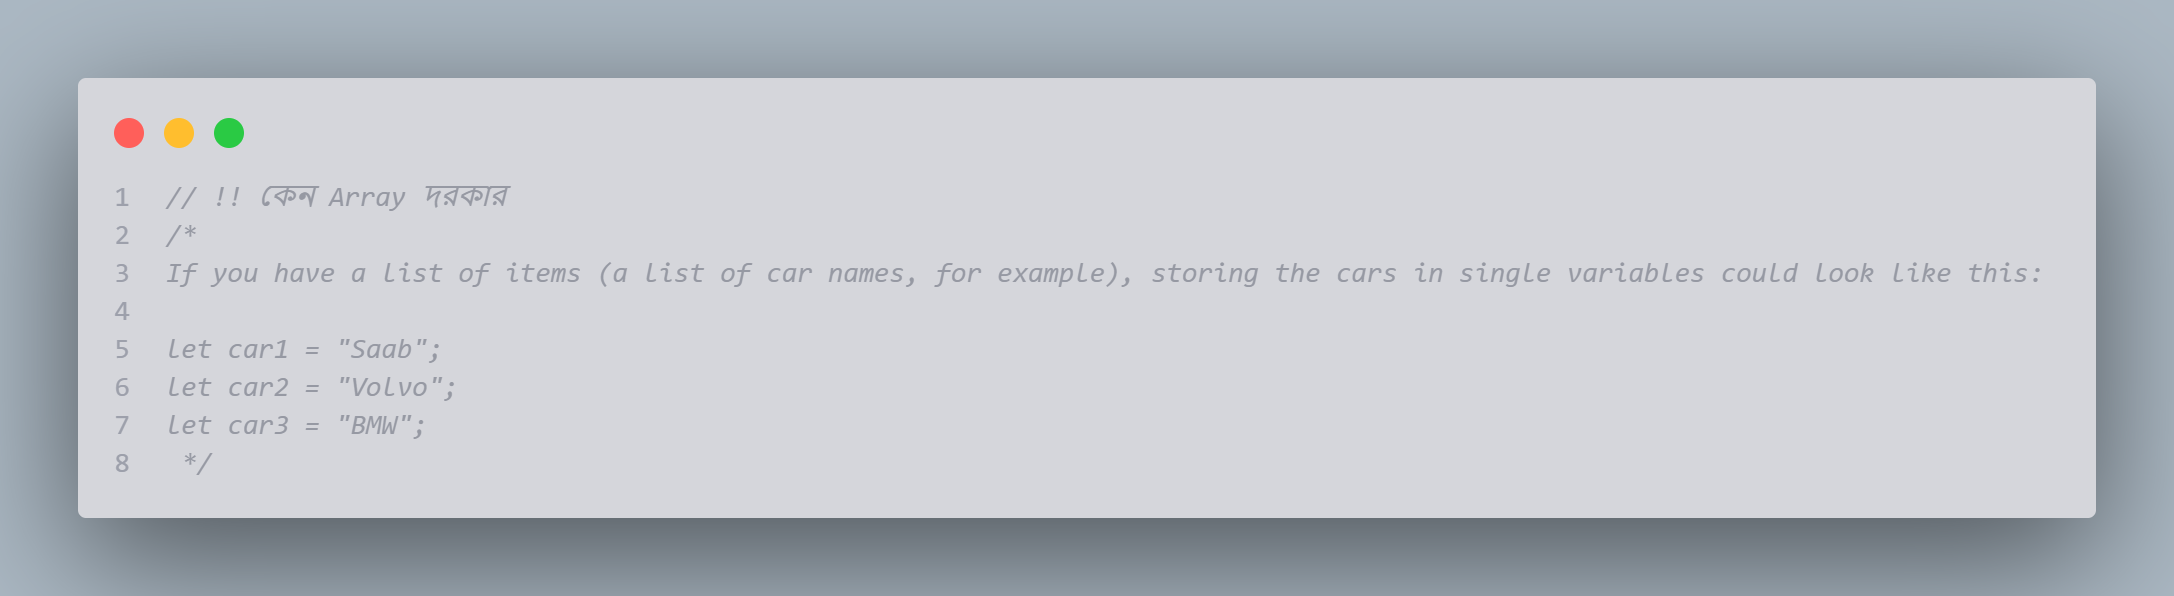 1 // !! কেন Array দরকার
2 /*
3 If you have a list of items (a list of car names, for example), storing the cars in single variables could look like this:
4
5 let car1 = "Saab";
6 let car2 = "Volvo";
7 let car3 = "BMW";
8 */